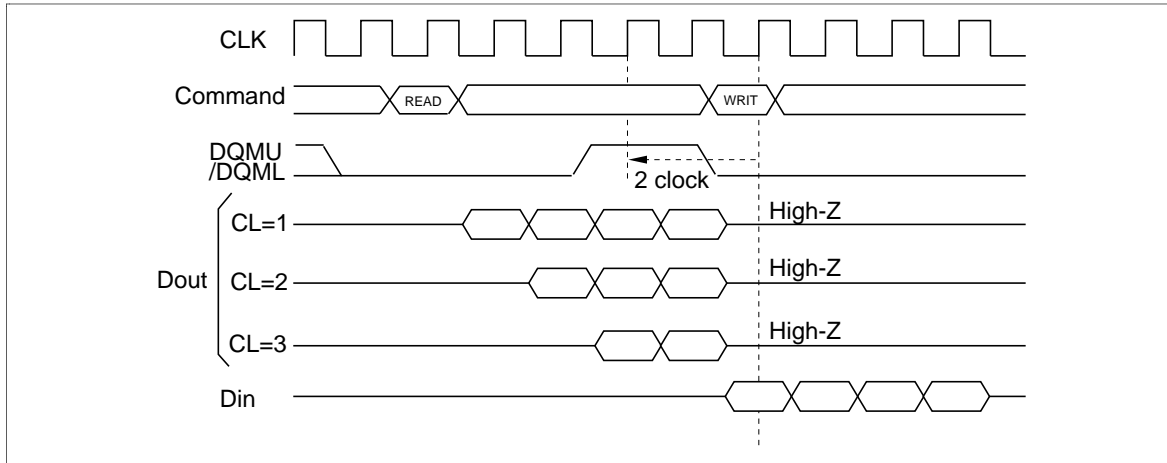 CLK
Command READ WRIT
DQMU
/DQML
2 clock
CL=1 High-Z
Dout CL=2 High-Z
CL=3 High-Z
Din